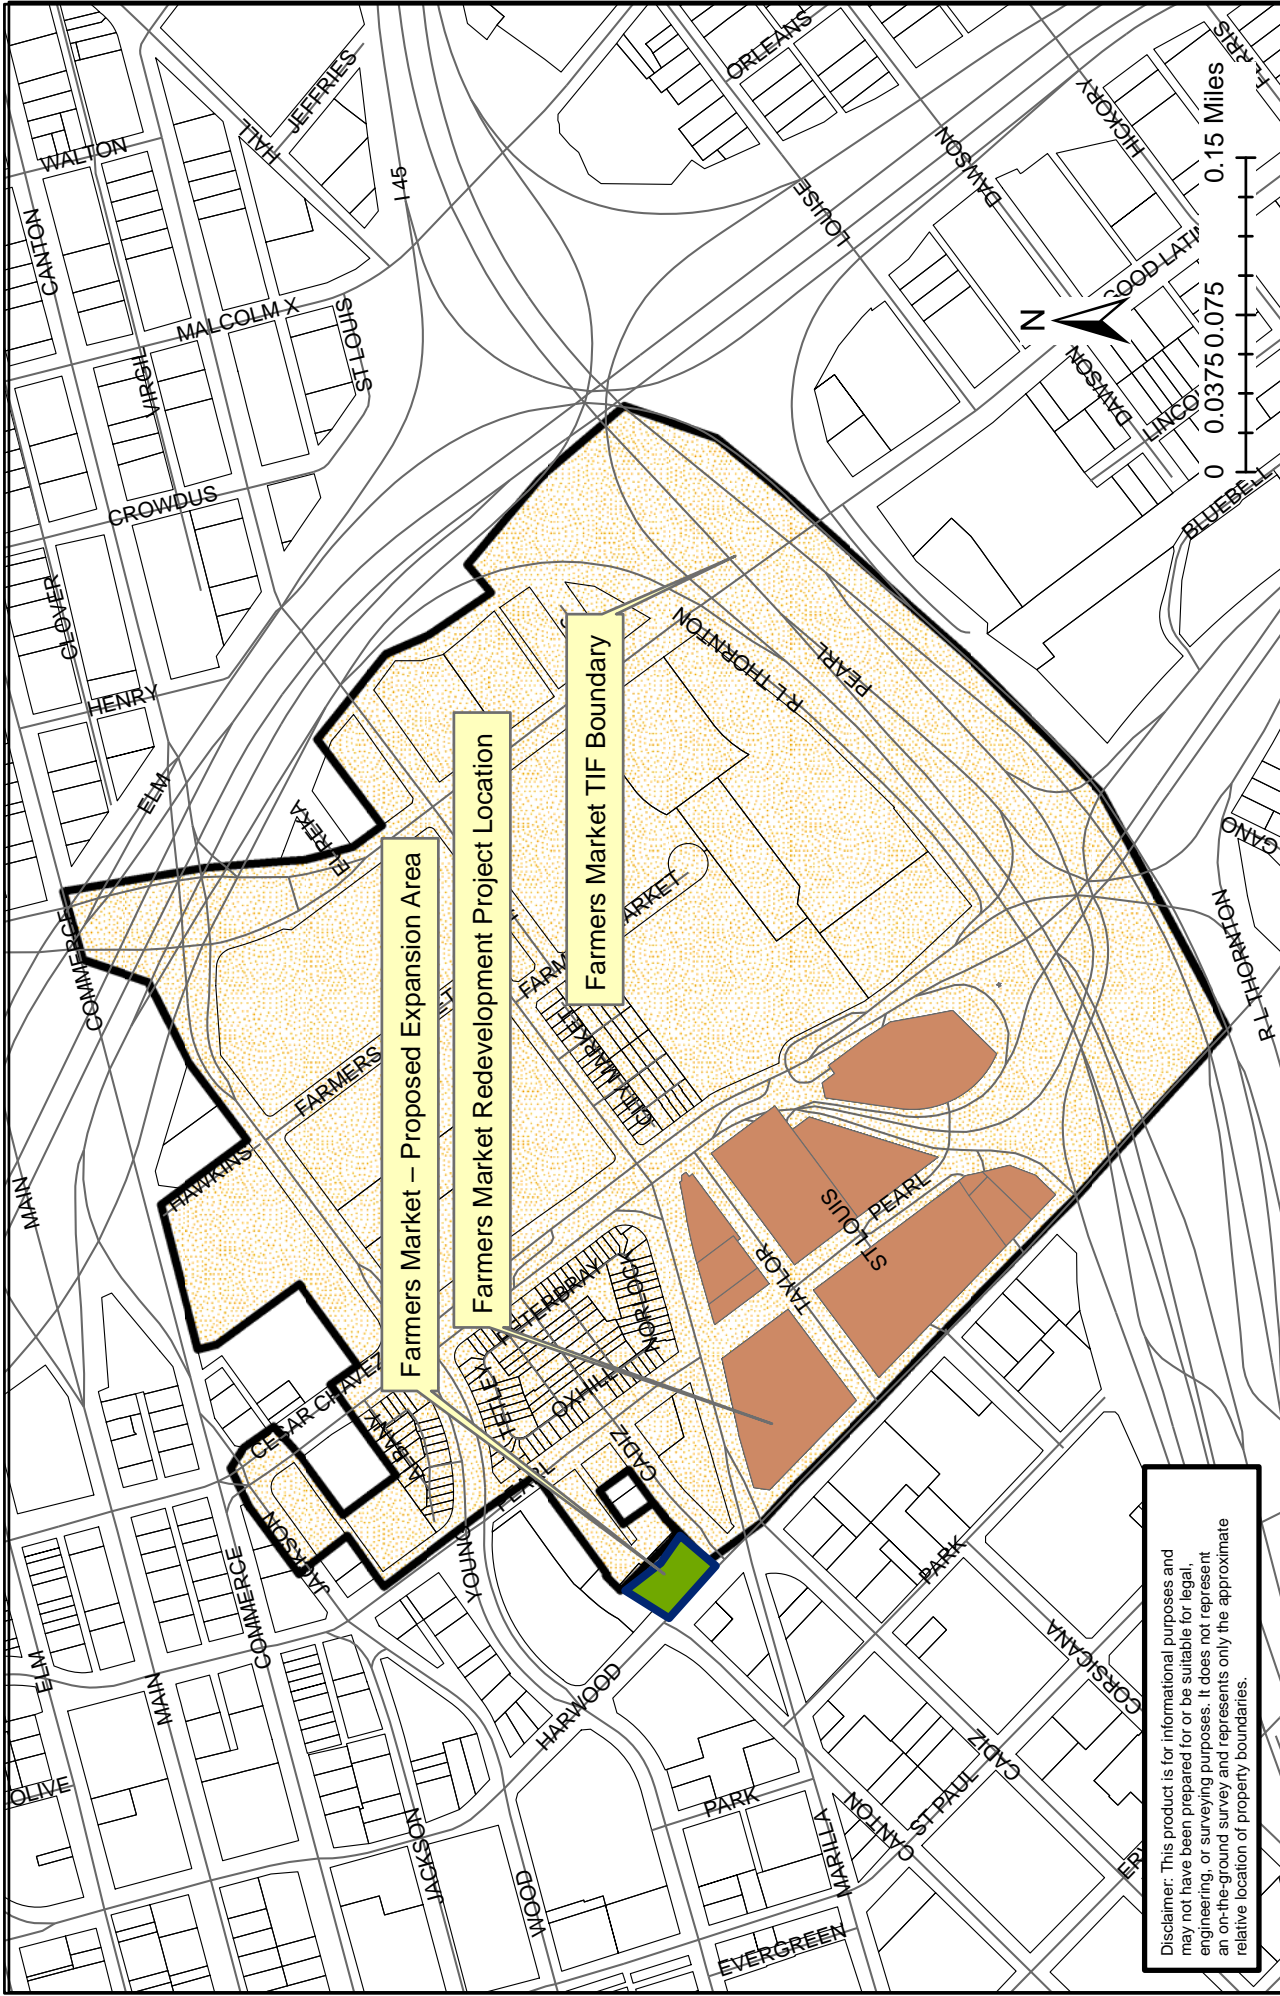 CANTON
WALTON
HALL
JEFFRIES
I 45
ORLEANS
MALCOLM X
ST LOUIS
VIRGIL
CROWDUS
CLOVER
HENRY
ELM
LOUISE
DAWSON
HICKORY
DAWSON
BLUEBELL
GANO
R L THORNTON
COMMERCE
MAIN
HAWKINS
FARMERS
CITY MARKET
R L THORNTON
PEARL
CESAR CHAVEZ
ALBANY
JACKSON
COMMERCE
ELM
MAIN
OLIVE
JACKSON
YOUNG
PEARL
TETLEY
OXHILL
NORLOCK
CADIZ
TAYLOR
ST LOUIS
PEARL
HARWOOD
WOOD
PARK
MARILLA
EVERGREEN
CANTON
ST PAUL
CADIZ
CORSICANA
PARK
Farmers Market – Proposed Expansion Area
Farmers Market Redevelopment Project Location
Farmers Market TIF Boundary
N
0 0.0375 0.075 0.15 Miles
Disclaimer: This product is for informational purposes and
may not have been prepared for or be suitable for legal,
engineering, or surveying purposes. It does not represent
an on-the-ground survey and represents only the approximate
relative location of property boundaries.